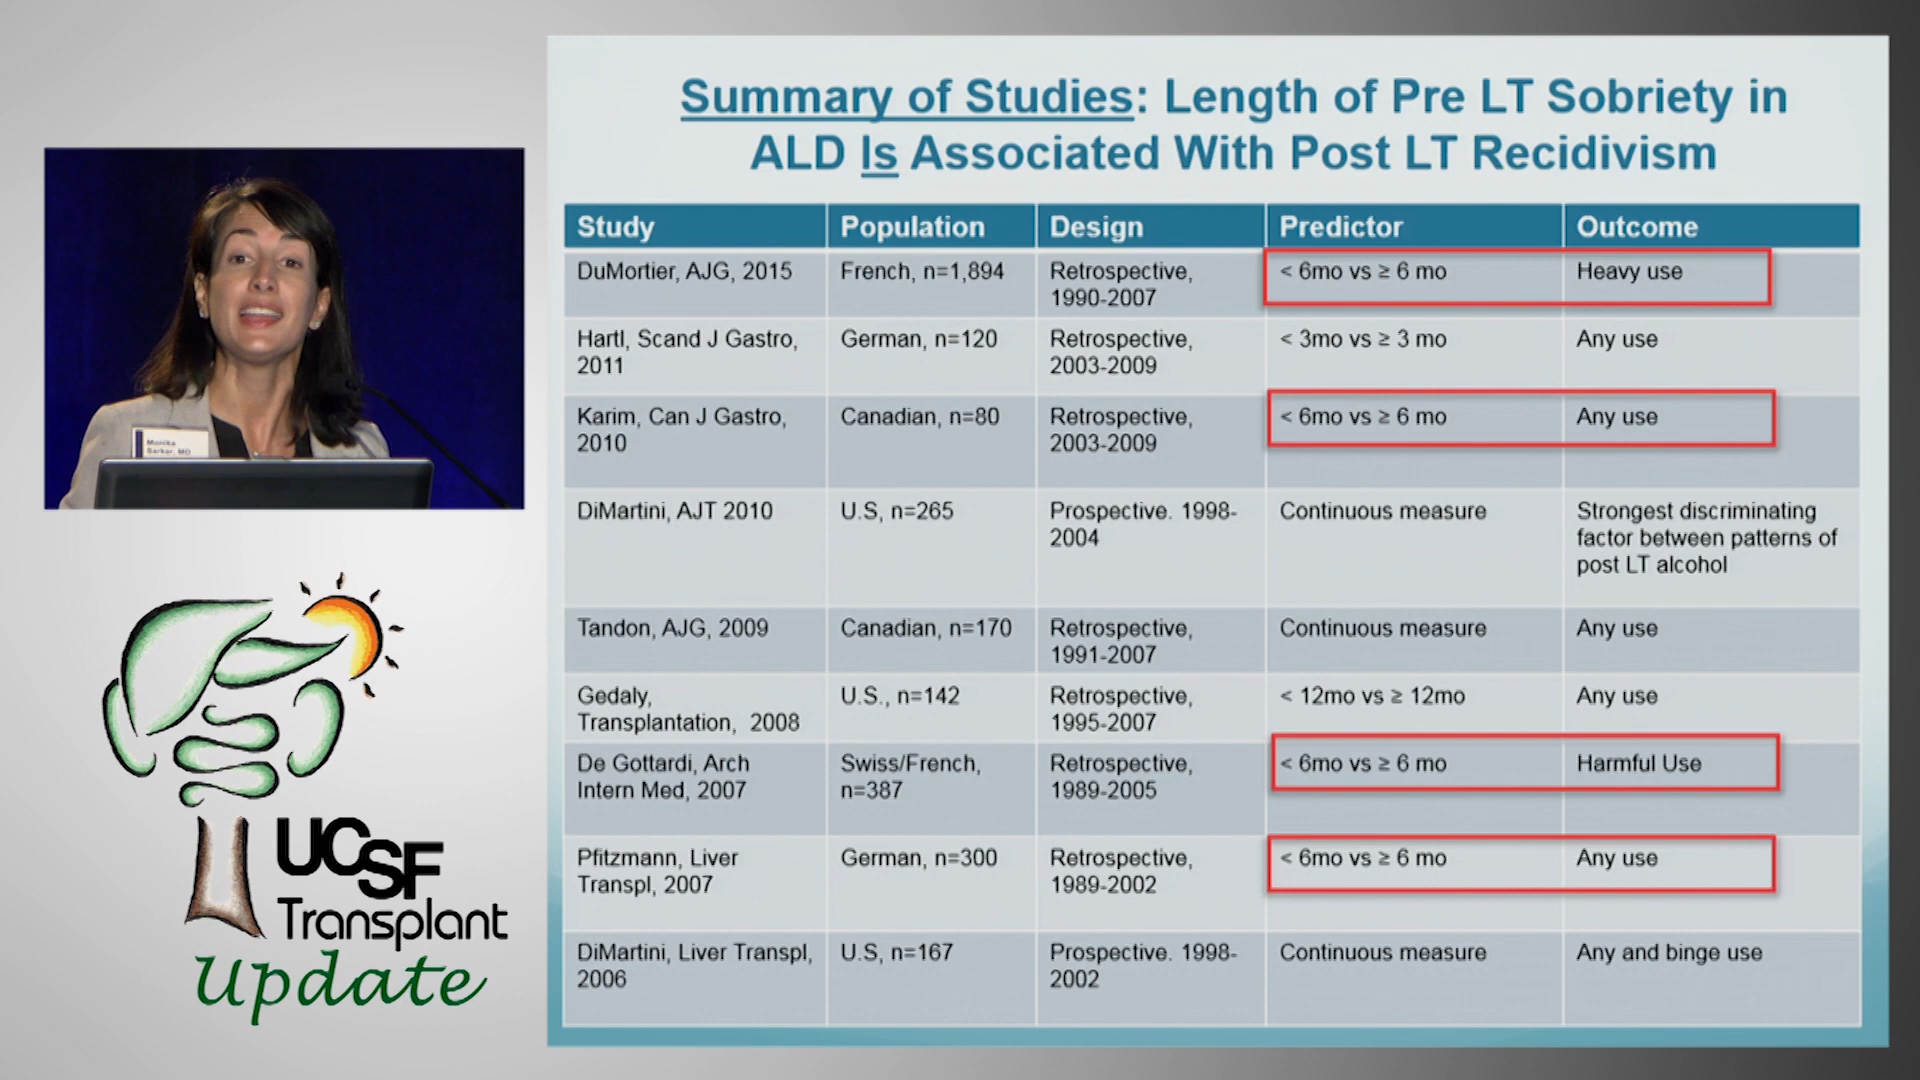 Summary of Studies: Length of Pre LT Sobriety in
ALD Is Associated With Post LT Recidivism
Study Population Design Predictor Outcome
DuMortier, AJG, 2015 French, n=1,894 Retrospective, < 6mo vs ≥ 6 mo Heavy use
1990-2007
Hartl, Scand J Gastro, German, n=120 Retrospective, < 3mo vs ≥ 3 mo Any use
2011 2003-2009
Karim, Can J Gastro, Canadian, n=80 Retrospective, < 6mo vs ≥ 6 mo Any use
2010 2003-2009
DiMartini, AJT 2010 U.S, n=265 Prospective. 1998- Continuous measure Strongest discriminating
2004 factor between patterns of
post LT alcohol
Tandon, AJG, 2009 Canadian, n=170 Retrospective, Continuous measure Any use
1991-2007
Gedaly, U.S., n=142 Retrospective, < 12mo vs ≥ 12mo Any use
Transplantation, 2008 1995-2007
De Gottardi, Arch Swiss/French, Retrospective, < 6mo vs ≥ 6 mo Harmful Use
Intern Med, 2007 n=387 1989-2005
Pfitzmann, Liver German, n=300 Retrospective, < 6mo vs ≥ 6 mo Any use
Transpl, 2007 1989-2002
DiMartini, Liver Transpl, U.S, n=167 Prospective. 1998- Continuous measure Any and binge use
2006 2002
Monika
Sarkar, MD
UCSF
Transplant
Update